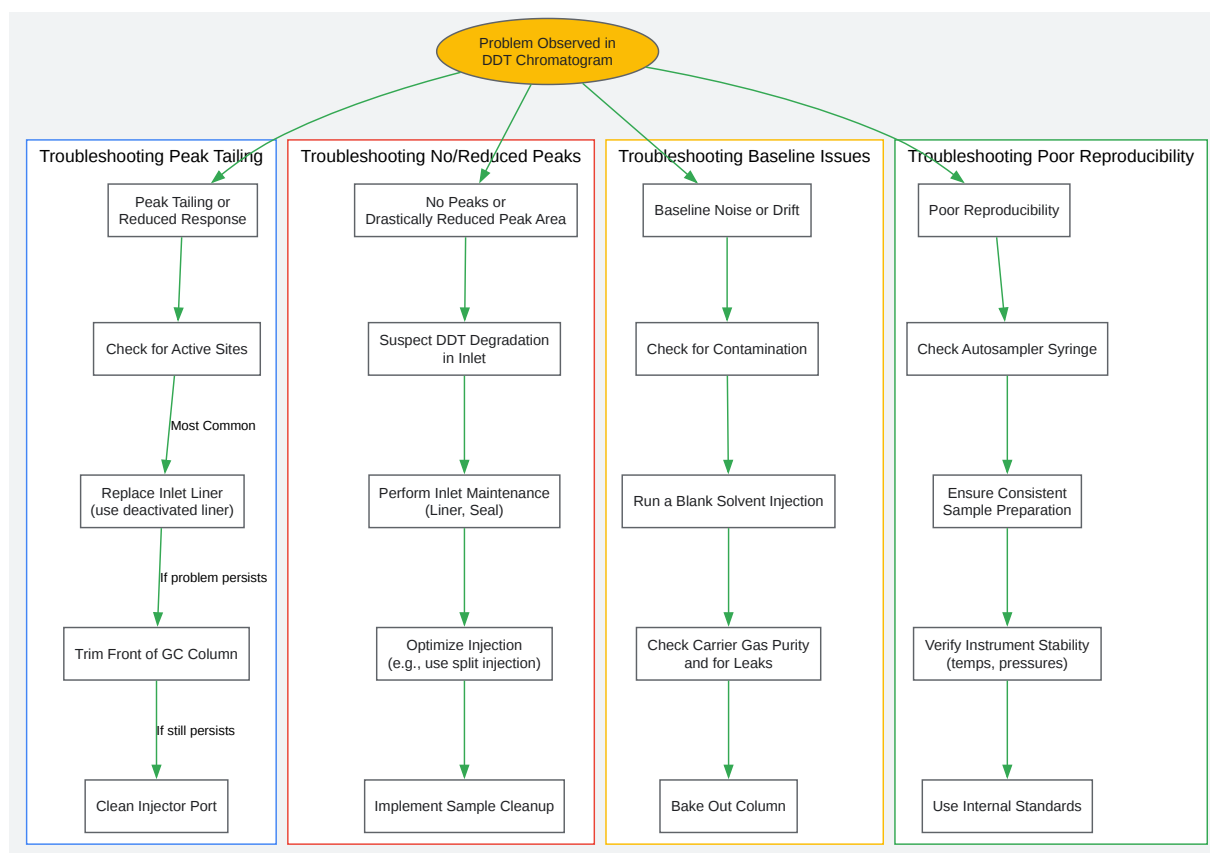 Problem Observed in
DDT Chromatogram
Troubleshooting Peak Tailing
Peak Tailing or
Reduced Response
Check for Active Sites
Most Common
Replace Inlet Liner
(use deactivated liner)
If problem persists
Trim Front of GC Column
If still persists
Clean Injector Port
Troubleshooting No/Reduced Peaks
No Peaks or
Drastically Reduced Peak Area
Suspect DDT Degradation
in Inlet
Perform Inlet Maintenance
(Liner, Seal)
Optimize Injection
(e.g., use split injection)
Implement Sample Cleanup
Troubleshooting Baseline Issues
Baseline Noise or Drift
Check for Contamination
Run a Blank Solvent Injection
Check Carrier Gas Purity
and for Leaks
Bake Out Column
Troubleshooting Poor Reproducibility
Poor Reproducibility
Check Autosampler Syringe
Ensure Consistent
Sample Preparation
Verify Instrument Stability
(temps, pressures)
Use Internal Standards